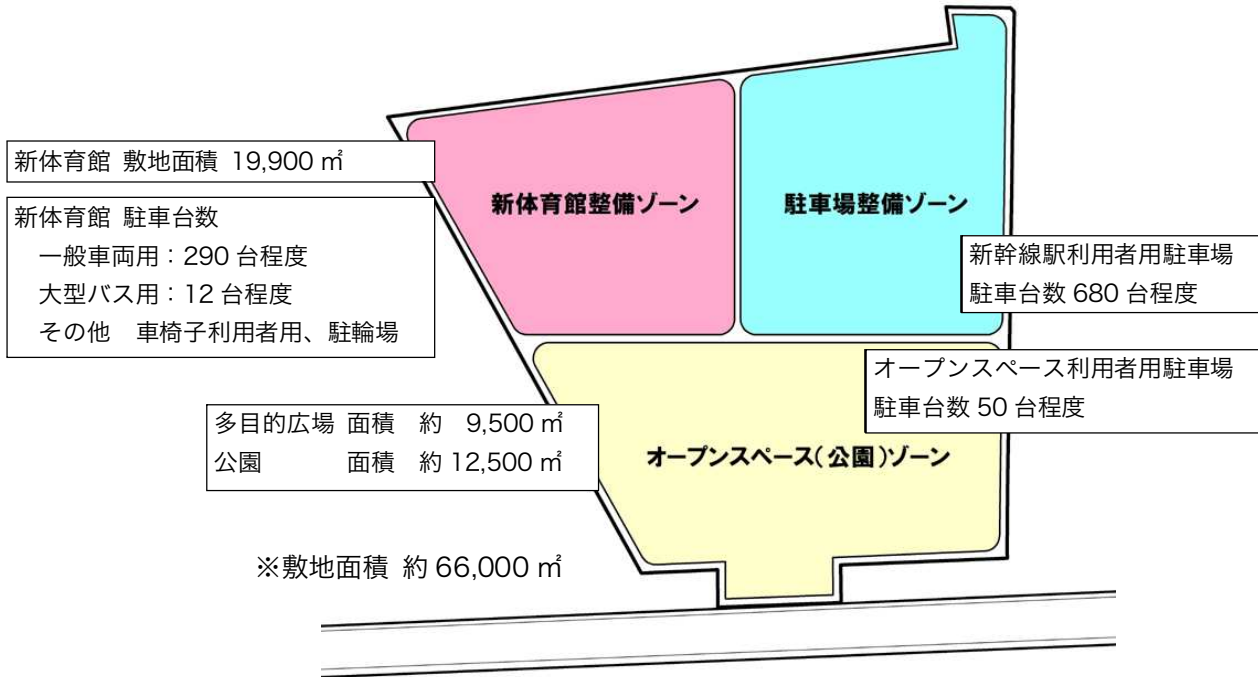 新体育館 敷地面積 19,900 ㎡
新体育館 駐車台数
一般車両用：290 台程度
大型バス用：12 台程度
その他　車椅子利用者用、駐輪場
新体育館整備ゾーン
駐車場整備ゾーン
新幹線駅利用者用駐車場
駐車台数 680 台程度
オープンスペース利用者用駐車場
駐車台数 50 台程度
多目的広場 面積　約　9,500 ㎡
公園　　　 面積　約 12,500 ㎡
オープンスペース（公園）ゾーン
※敷地面積 約 66,000 ㎡